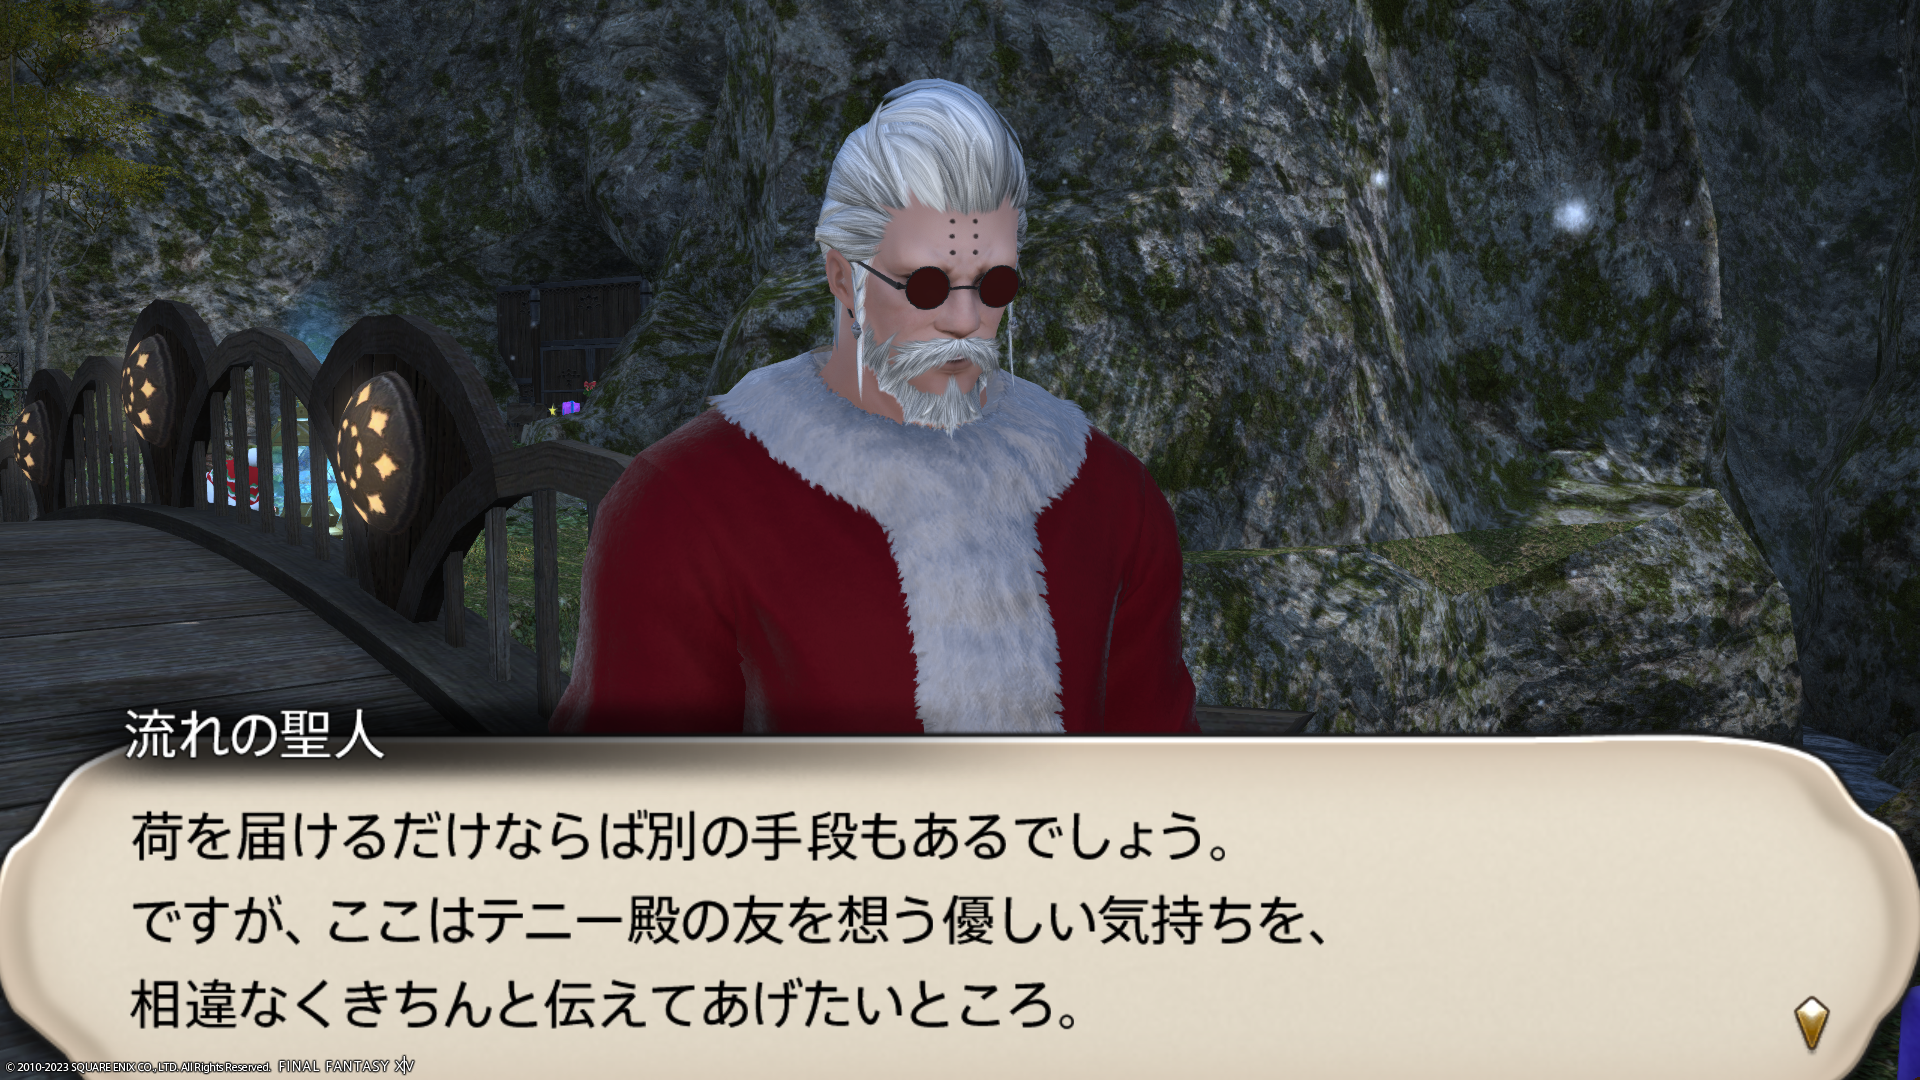 流れの聖人
荷を届けるだけならば別の手段もあるでしょう。
ですが、ここはテニー殿の友を想う優しい気持ちを、
相違なくきちんと伝えてあげたいところ。
© 2010-2023 SQUARE ENIX CO., LTD. All Rights Reserved. FINAL FANTASY XIV